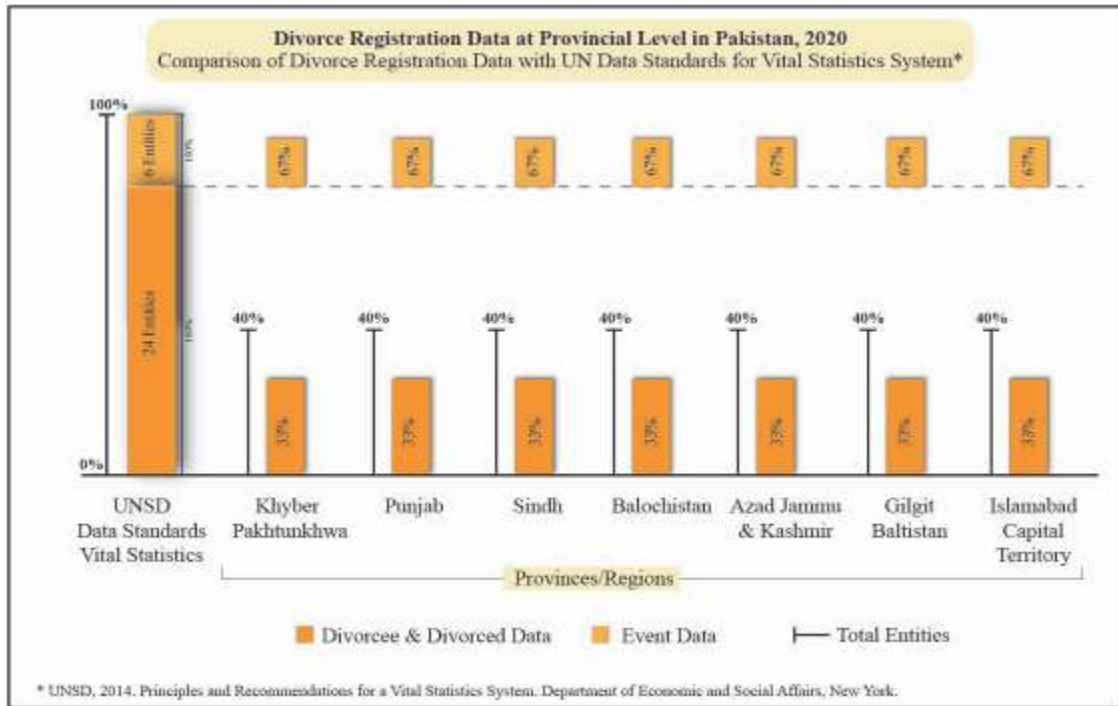 Divorce Registration Data at Provincial Level in Pakistan, 2020
Comparison of Divorce Registration Data with UN Data Standards for Vital Statistics System*
100%
6 Entities
100%
67%
67%
67%
67%
67%
67%
67%
24 Entities
100%
40%
40%
40%
40%
40%
40%
40%
33%
33%
33%
33%
33%
33%
33%
0%
UNSD
Data Standards
Vital Statistics
Khyber
Pakhtunkhwa
Punjab
Sindh
Balochistan
Azad Jammu
& Kashmir
Gilgit
Baltistan
Islamabad
Capital
Territory
Provinces/Regions
Divorcee & Divorced Data
Event Data
Total Entities
* UNSD, 2014. Principles and Recommendations for a Vital Statistics System. Department of Economic and Social Affairs, New York.